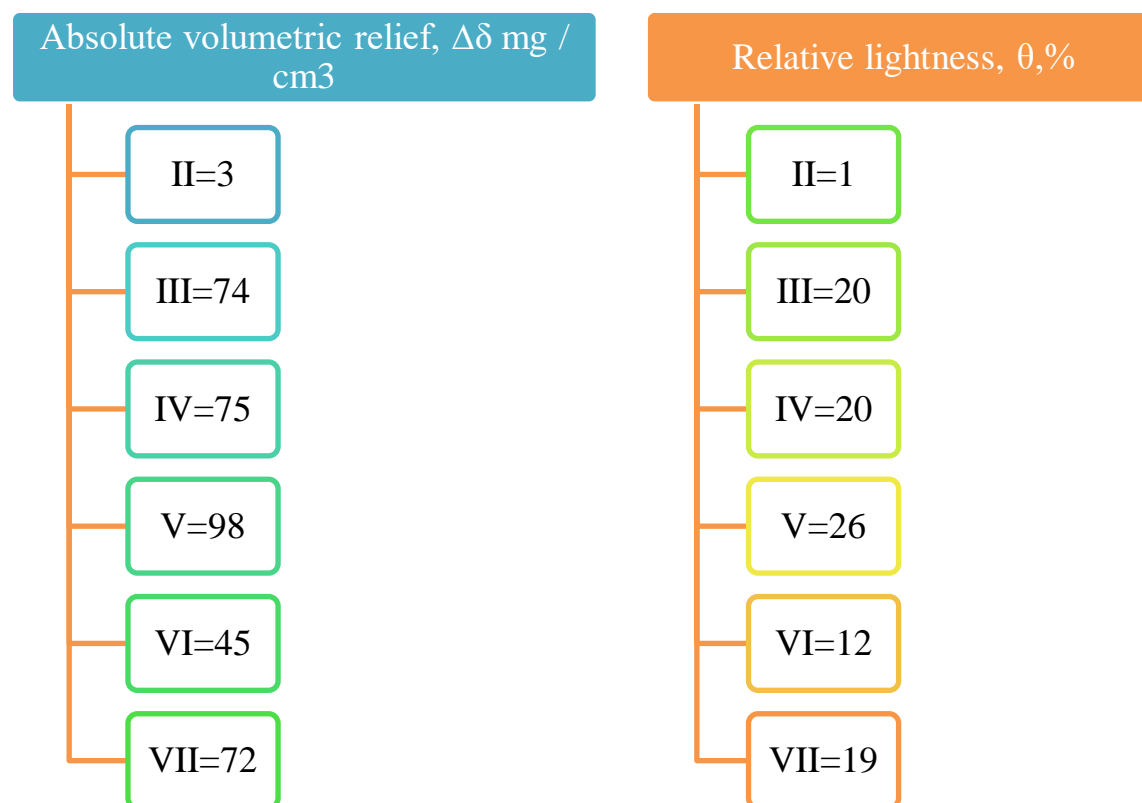 Absolute volumetric relief, Δδ mg /
cm3
II=3
III=74
IV=75
V=98
VI=45
VII=72
Relative lightness, θ,%
II=1
III=20
IV=20
V=26
VI=12
VII=19